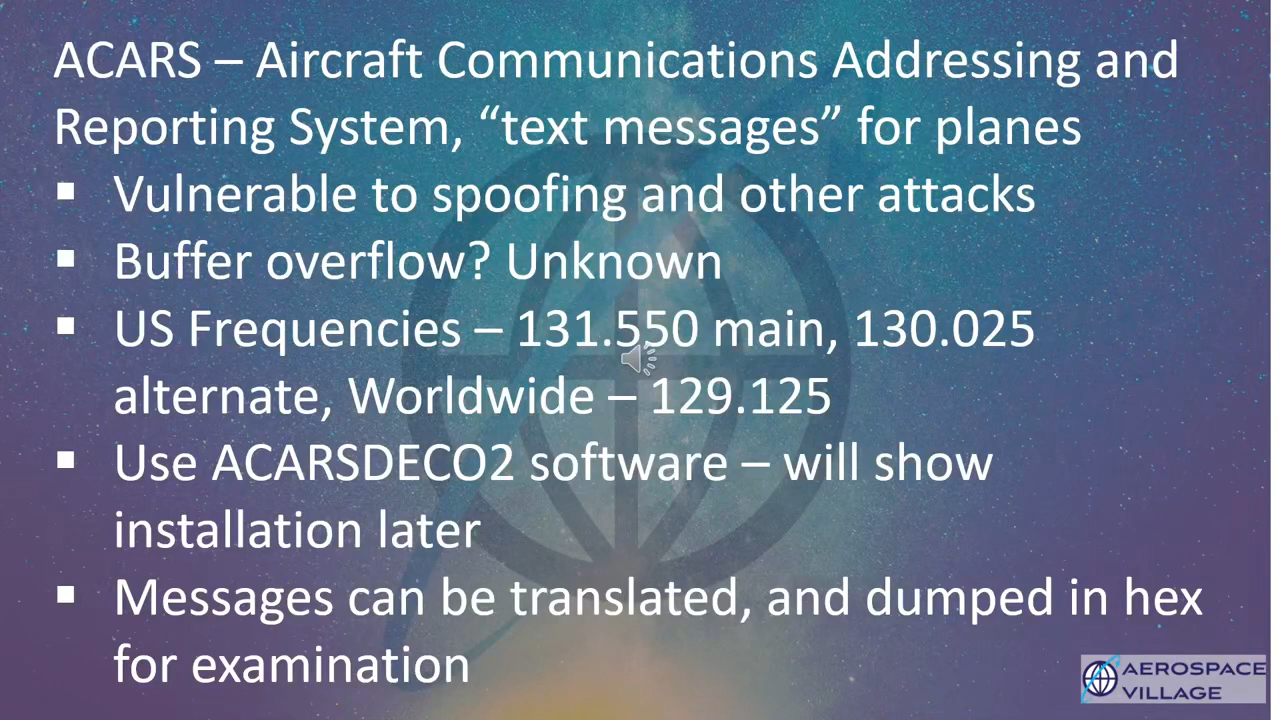 ACARS – Aircraft Communications Addressing and
Reporting System, “text messages” for planes
▪ Vulnerable to spoofing and other attacks
▪ Buffer overflow? Unknown
▪ US Frequencies – 131.550 main, 130.025
alternate, Worldwide – 129.125
▪ Use ACARSDECO2 software – will show
installation later
▪ Messages can be translated, and dumped in hex
for examination
AEROSPACE
VILLAGE